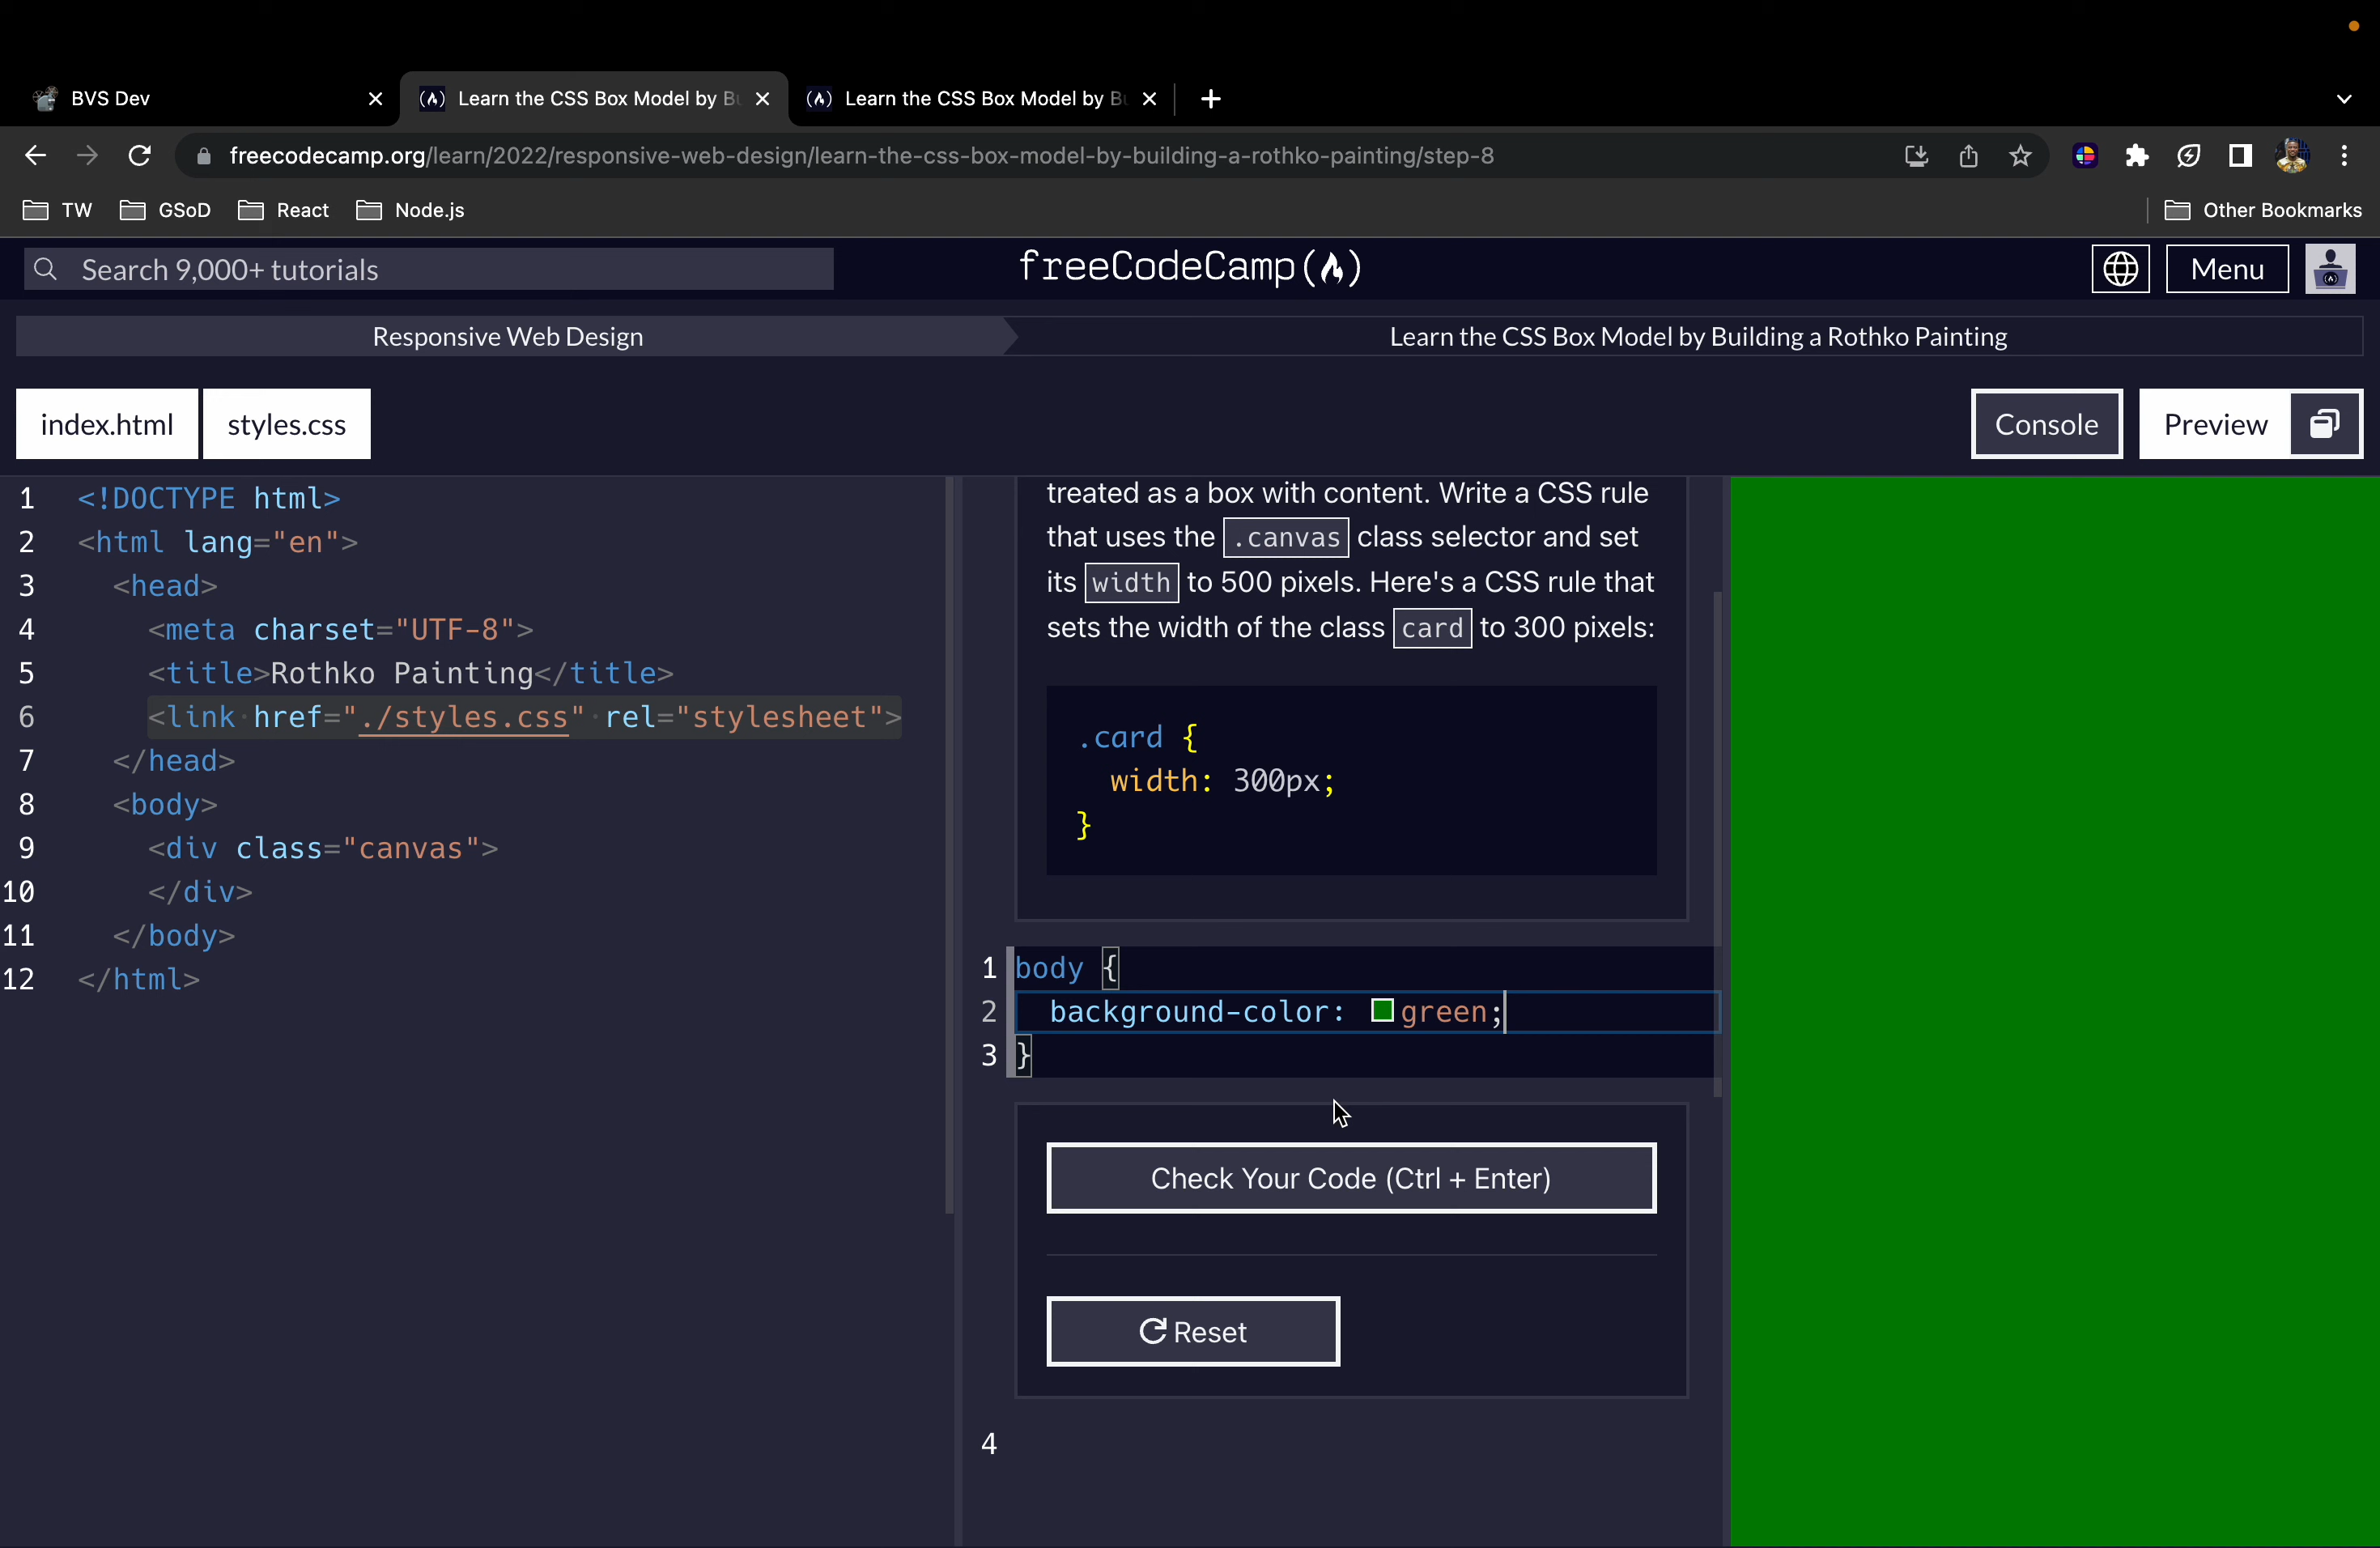 BVS Dev
Learn the CSS Box Model by B
Learn the CSS Box Model by B
freecodecamp.org/learn/2022/responsive-web-design/learn-the-css-box-model-by-building-a-rothko-painting/step-8
TW GSoD React Node.js Other Bookmarks
Search 9,000+ tutorials
freeCodeCamp
Menu
Responsive Web Design
Learn the CSS Box Model by Building a Rothko Painting
index.html
styles.css
Console
Preview
1 <!DOCTYPE html>
2 <html lang="en">
3 <head>
4 <meta charset="UTF-8">
5 <title>Rothko Painting</title>
6 <link href="./styles.css" rel="stylesheet">
7 </head>
8 <body>
9 <div class="canvas">
10 </div>
11 </body>
12 </html>
treated as a box with content. Write a CSS rule
that uses the .canvas class selector and set
its width to 500 pixels. Here's a CSS rule that
sets the width of the class card to 300 pixels:
.card {
width: 300px;
}
1 body {
2 background-color: green;
3 }
Check Your Code (Ctrl + Enter)
Reset
4